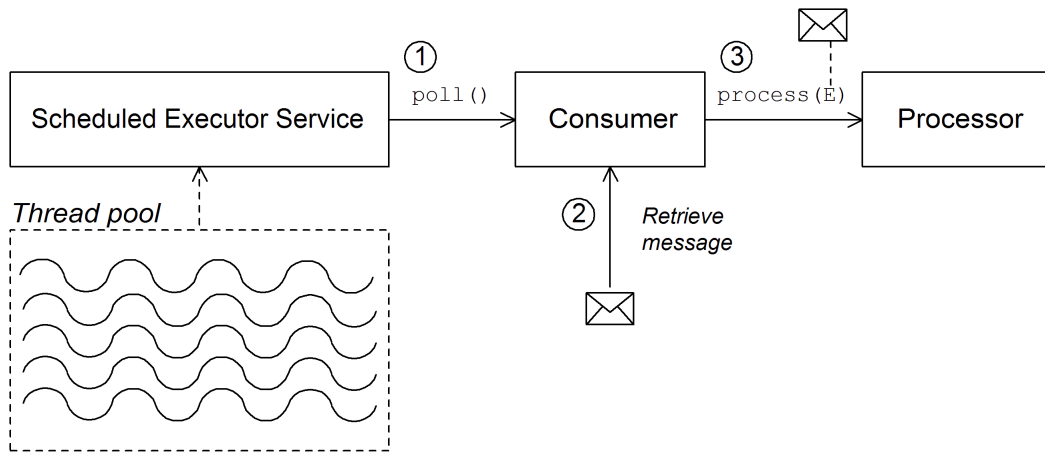 1
3
poll()
process(E)
Scheduled Executor Service
Consumer
Processor
Thread pool
2
Retrieve
message